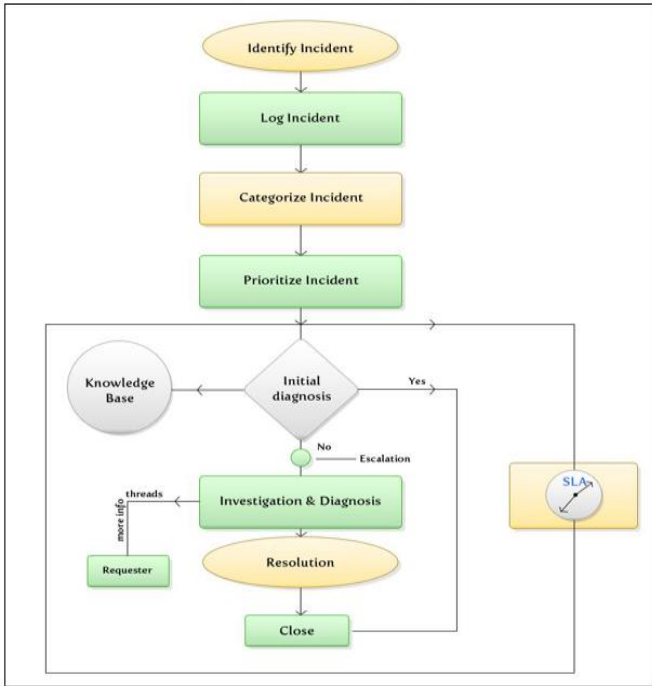 Identify Incident
Log Incident
Categorize Incident
Prioritize Incident
Knowledge
Base
Initial
diagnosis
Yes
No
Escalation
SLA
threads
more info
Investigation & Diagnosis
Requester
Resolution
Close